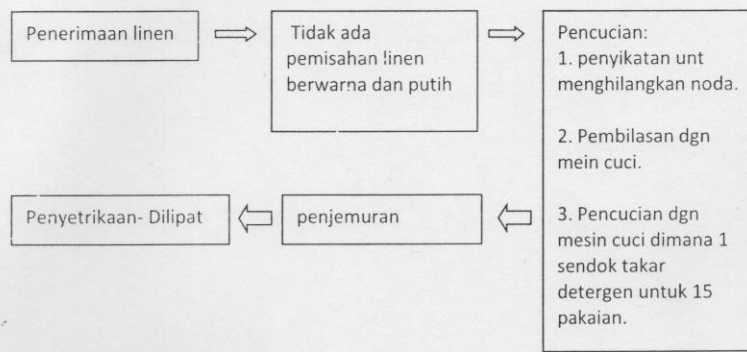 Penerimaan linen
Tidak ada
pemisahan linen
berwarna dan putih
Pencucian:
1. penyikatan unt
menghilangkan noda.
2. Pembilasan dgn
mein cuci.
3. Pencucian dgn
mesin cuci dimana 1
sendok takar
detergen untuk 15
pakaian.
penjemuran
Penyetrikaan- Dilipat